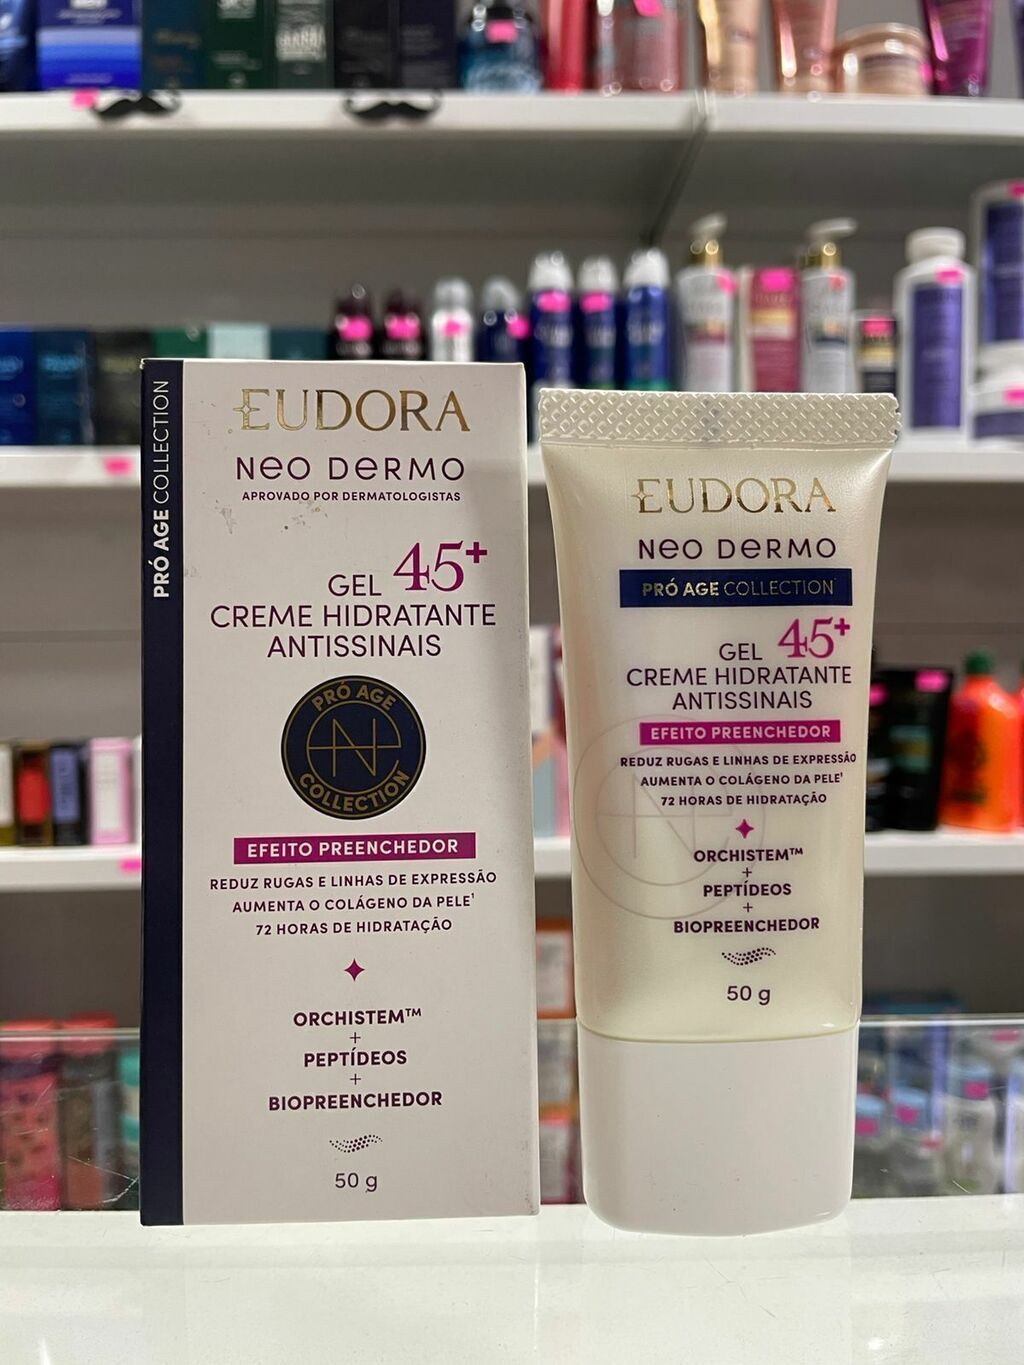 PRÓ AGE COLLECTION
EUDORA
Neo Dermo
APROVADO POR DERMATOLOGISTAS
GEL 45+
CREME HIDRATANTE
ANTISSINAIS
PRÓ AGE
COLLECTION
EFEITO PREENCHEDOR
REDUZ RUGAS E LINHAS DE EXPRESSÃO
AUMENTA O COLÁGENO DA PELE¹
72 HORAS DE HIDRATAÇÃO
ORCHISTEM™
+
PEPTÍDEOS
+
BIOPREENCHEDOR
50 g
EUDORA
Neo Dermo
PRÓ AGE COLLECTION
GEL 45+
CREME HIDRATANTE
ANTISSINAIS
EFEITO PREENCHEDOR
REDUZ RUGAS E LINHAS DE EXPRESSÃO
AUMENTA O COLÁGENO DA PELE¹
72 HORAS DE HIDRATAÇÃO
ORCHISTEM™
+
PEPTÍDEOS
+
BIOPREENCHEDOR
50 g